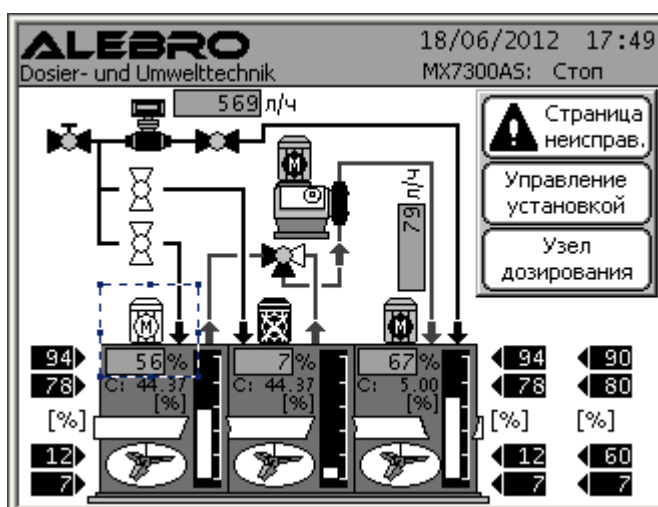 ALEBRO
Dosier- und Umwelttechnik
18/06/2012 17:49
MX7300AS: Стоп
569 л/ч
Страница
неисправ.
Управление
установкой
Узел
дозирования
79 л/ч
M
M
M
94
78
[%]
12
7
56%
C: 44.37
[%]
7%
C: 44.37
[%]
67%
C: 5.00
[%]
94
78
[%]
12
7
90
80
[%]
60
7